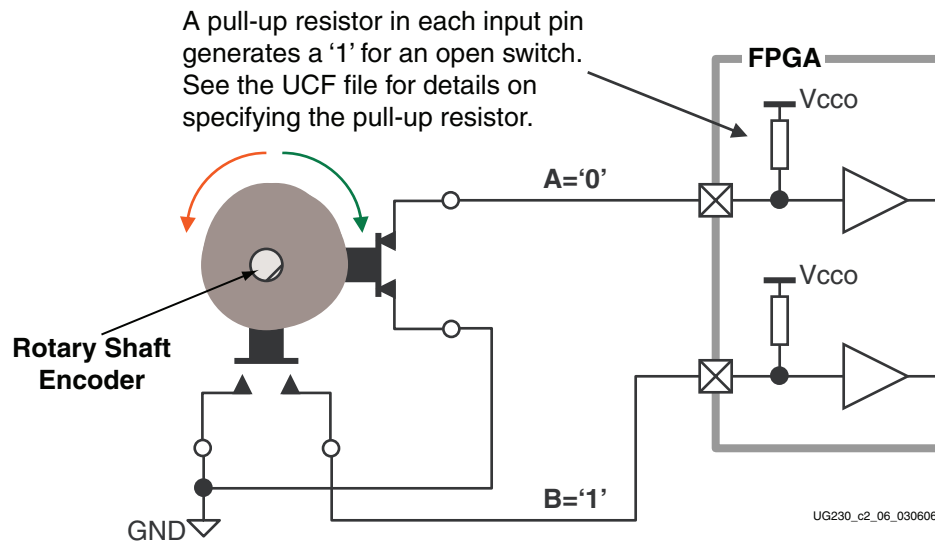 A pull-up resistor in each input pin
generates a ‘1’ for an open switch.
See the UCF file for details on
specifying the pull-up resistor.
FPGA
Vcco
A=‘0’
Vcco
Rotary Shaft
Encoder
B=‘1’
GND
UG230_c2_06_030606